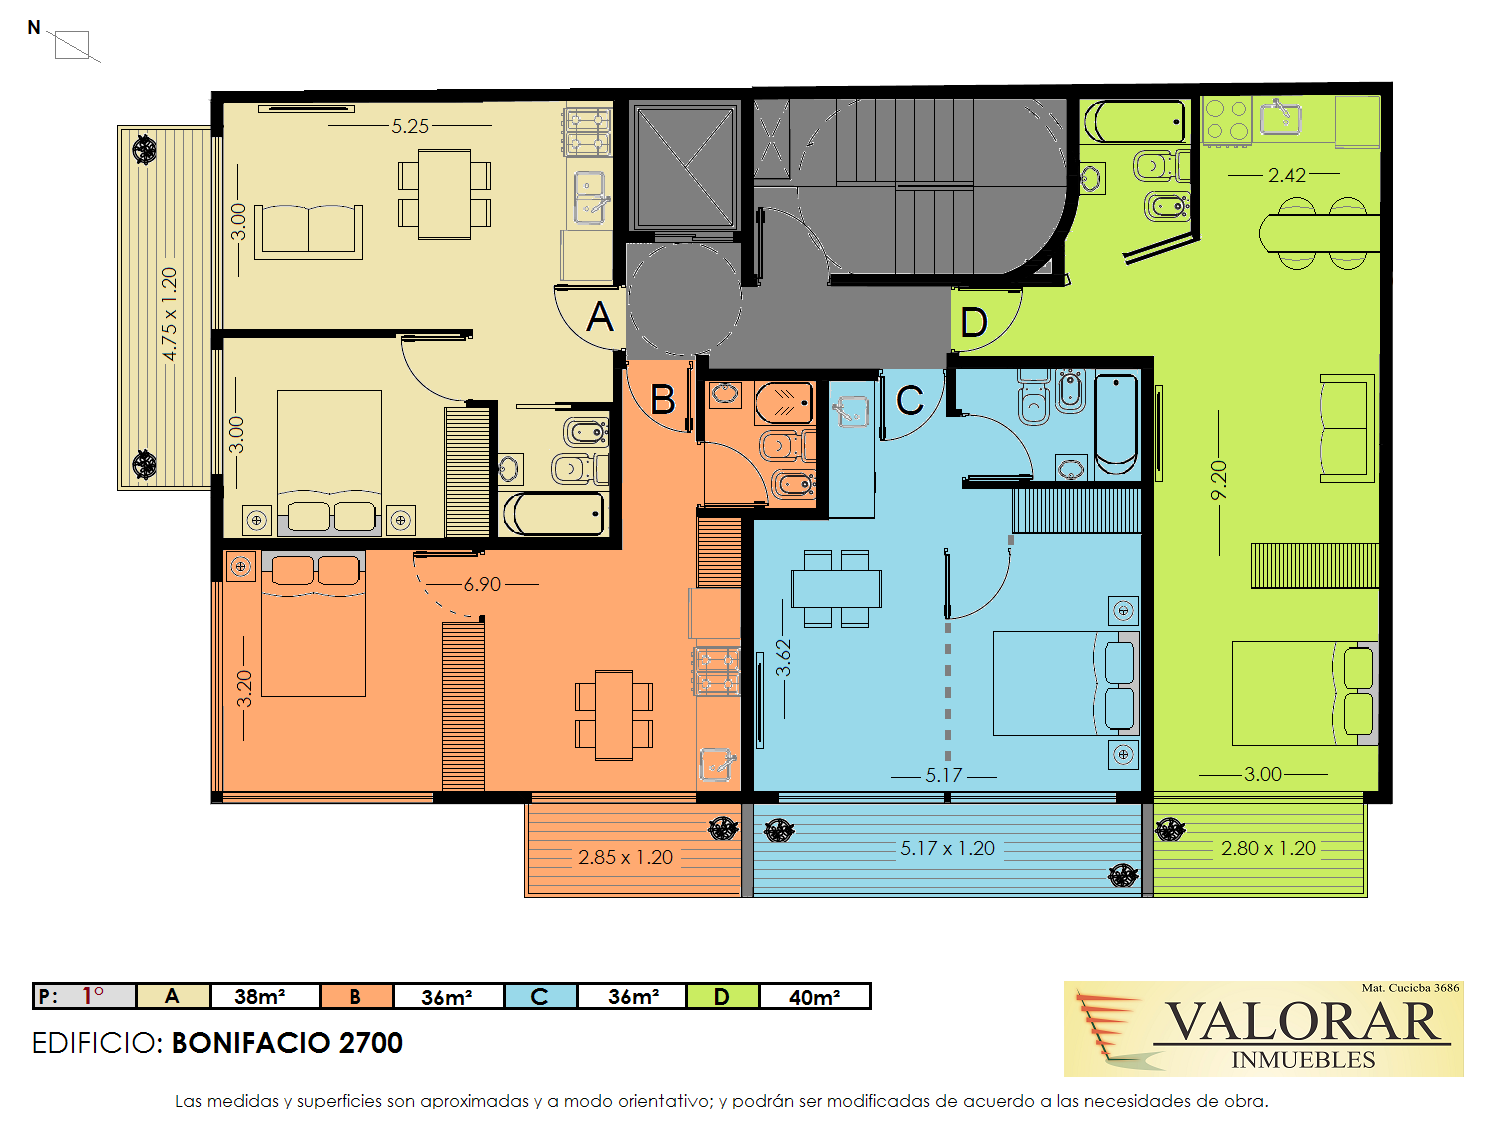 N
5.25
3.00
4.75 x 1.20
A
3.00
B
C
D
2.42
9.20
6.90
3.20
3.62
5.17
3.00
2.85 x 1.20
5.17 x 1.20
2.80 x 1.20
P: 1° A 38m² B 36m² C 36m² D 40m²
EDIFICIO: BONIFACIO 2700
Mat. Cucicba 3686
VALORAR
INMUEBLES
Las medidas y superficies son aproximadas y a modo orientativo; y podrán ser modificadas de acuerdo a las necesidades de obra.